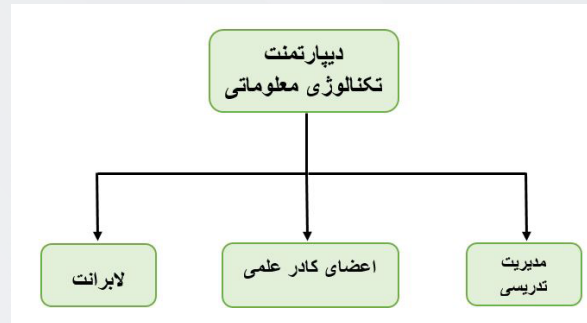 دیپارتمنت
تکنالوژی معلوماتی
مدیریت
تدریسی
اعضای کادر علمی
لابرانت